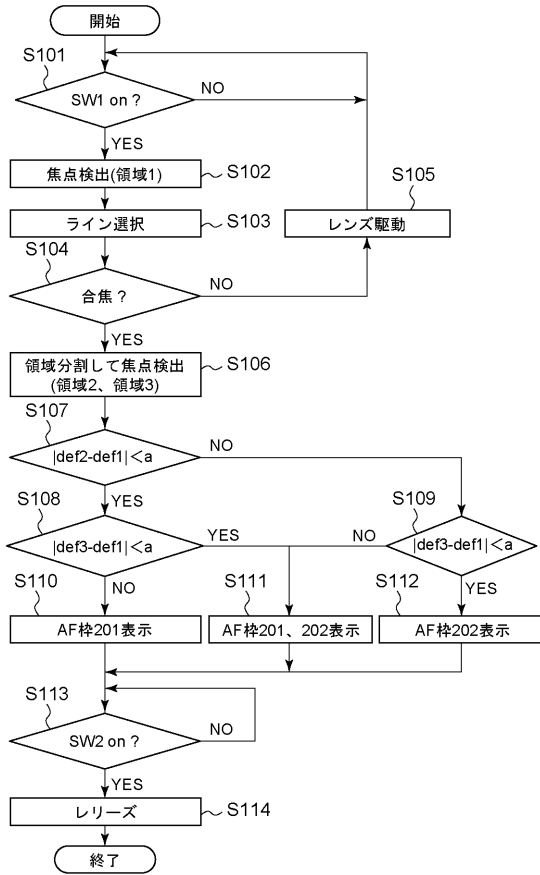 開始
S101
SW1 on ?
NO
YES
焦点検出(領域1)
S102
S105
ライン選択
S103
レンズ駆動
S104
合焦 ?
NO
YES
領域分割して焦点検出
(領域2、領域3)
S106
S107
|def2-def1|<a
NO
YES
S108
|def3-def1|<a
YES
NO
S109
|def3-def1|<a
NO
YES
S110
AF枠201表示
S111
AF枠201、202表示
S112
AF枠202表示
S113
SW2 on ?
NO
YES
レリーズ
S114
終了